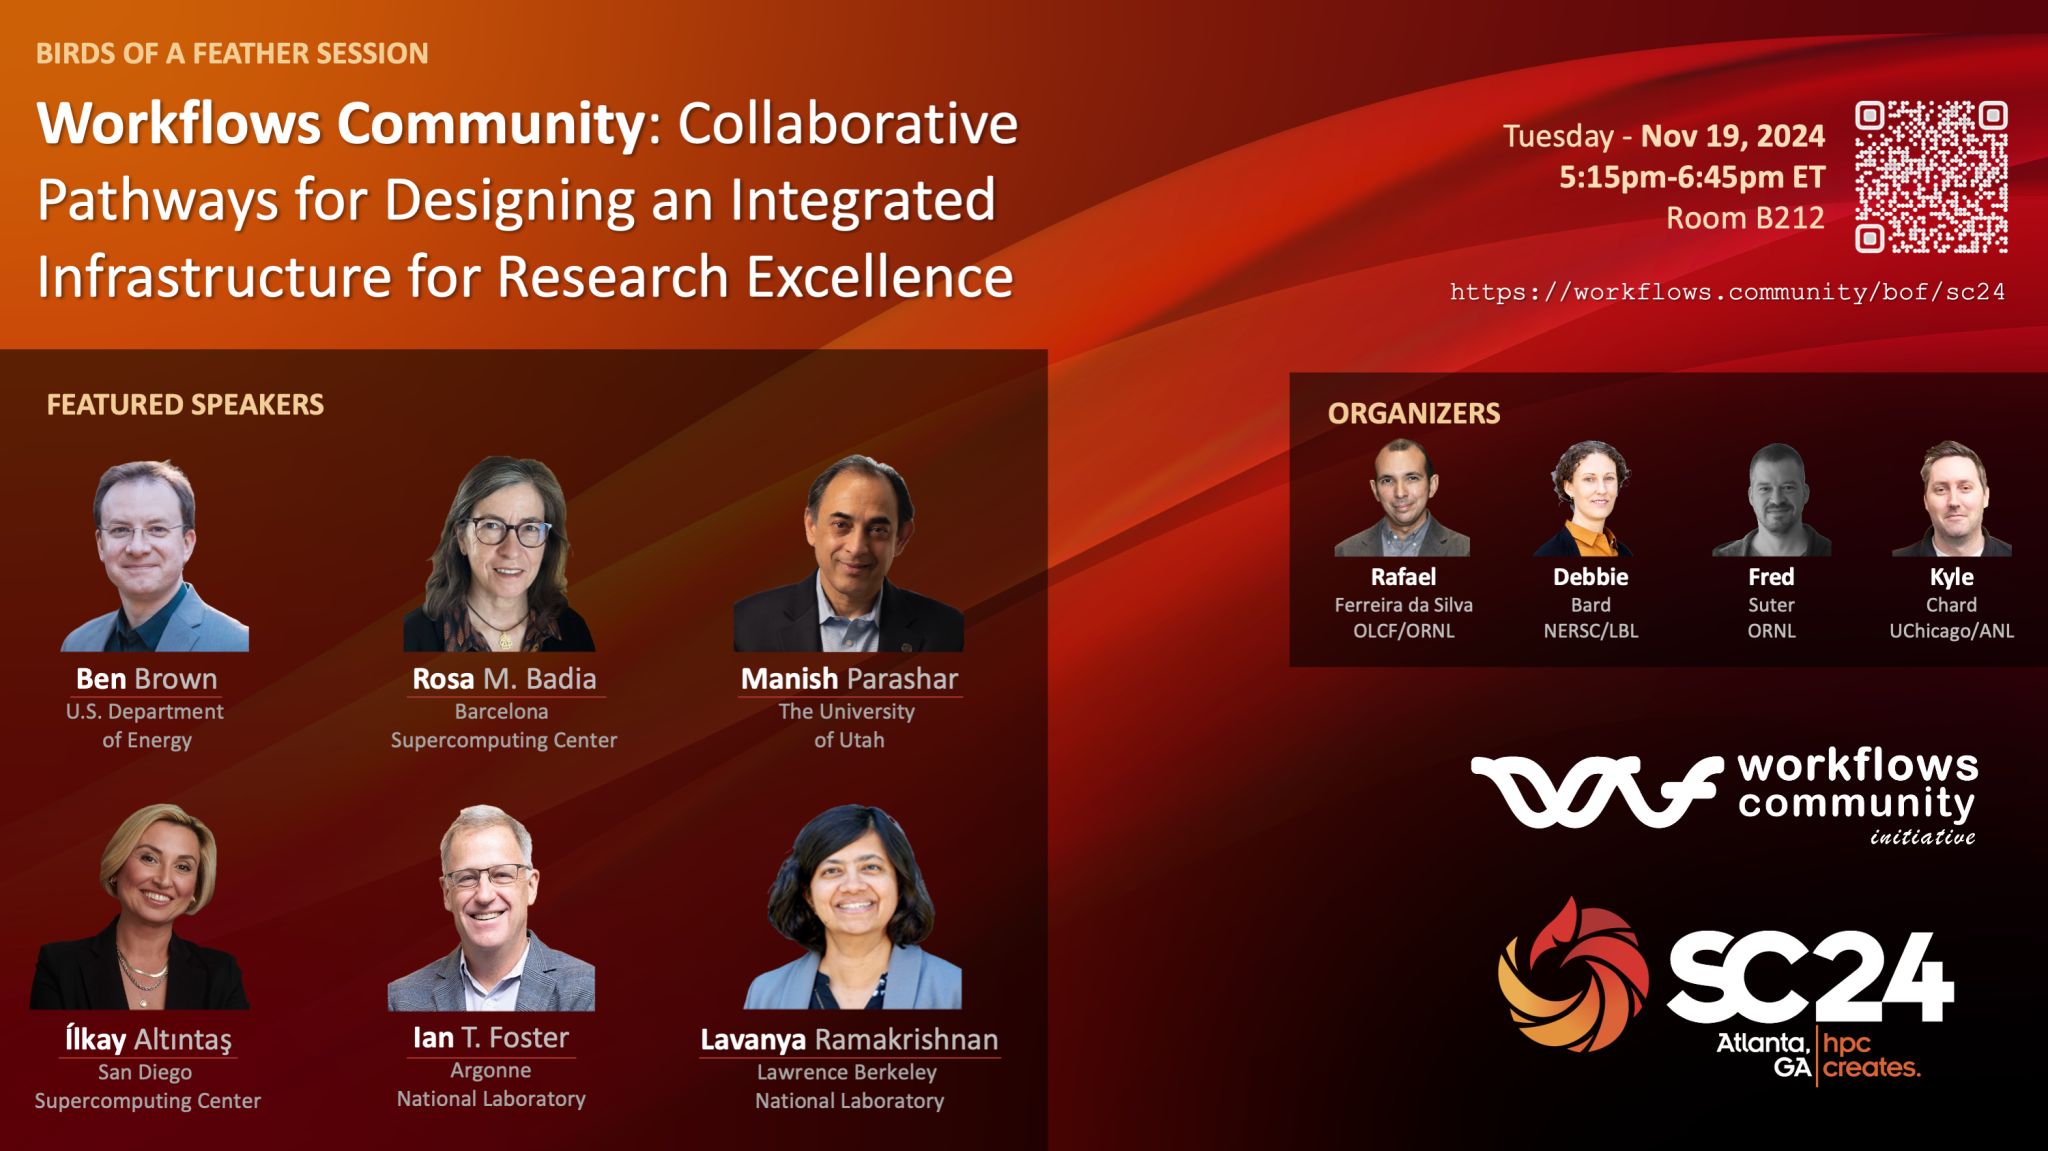 BIRDS OF A FEATHER SESSION
Workflows Community: Collaborative
Pathways for Designing an Integrated
Infrastructure for Research Excellence
Tuesday - Nov 19, 2024
5:15pm-6:45pm ET
Room B212
https://workflows.community/bof/sc24
FEATURED SPEAKERS
Ben Brown
U.S. Department
of Energy
Rosa M. Badia
Barcelona
Supercomputing Center
Manish Parashar
The University
of Utah
Ílkay Altıntaş
San Diego
Supercomputing Center
Ian T. Foster
Argonne
National Laboratory
Lavanya Ramakrishnan
Lawrence Berkeley
National Laboratory
ORGANIZERS
Rafael
Ferreira da Silva
OLCF/ORNL
Debbie
Bard
NERSC/LBL
Fred
Suter
ORNL
Kyle
Chard
UChicago/ANL
workflows
community
initiative
SC24
Atlanta,
GA
hpc
creates.